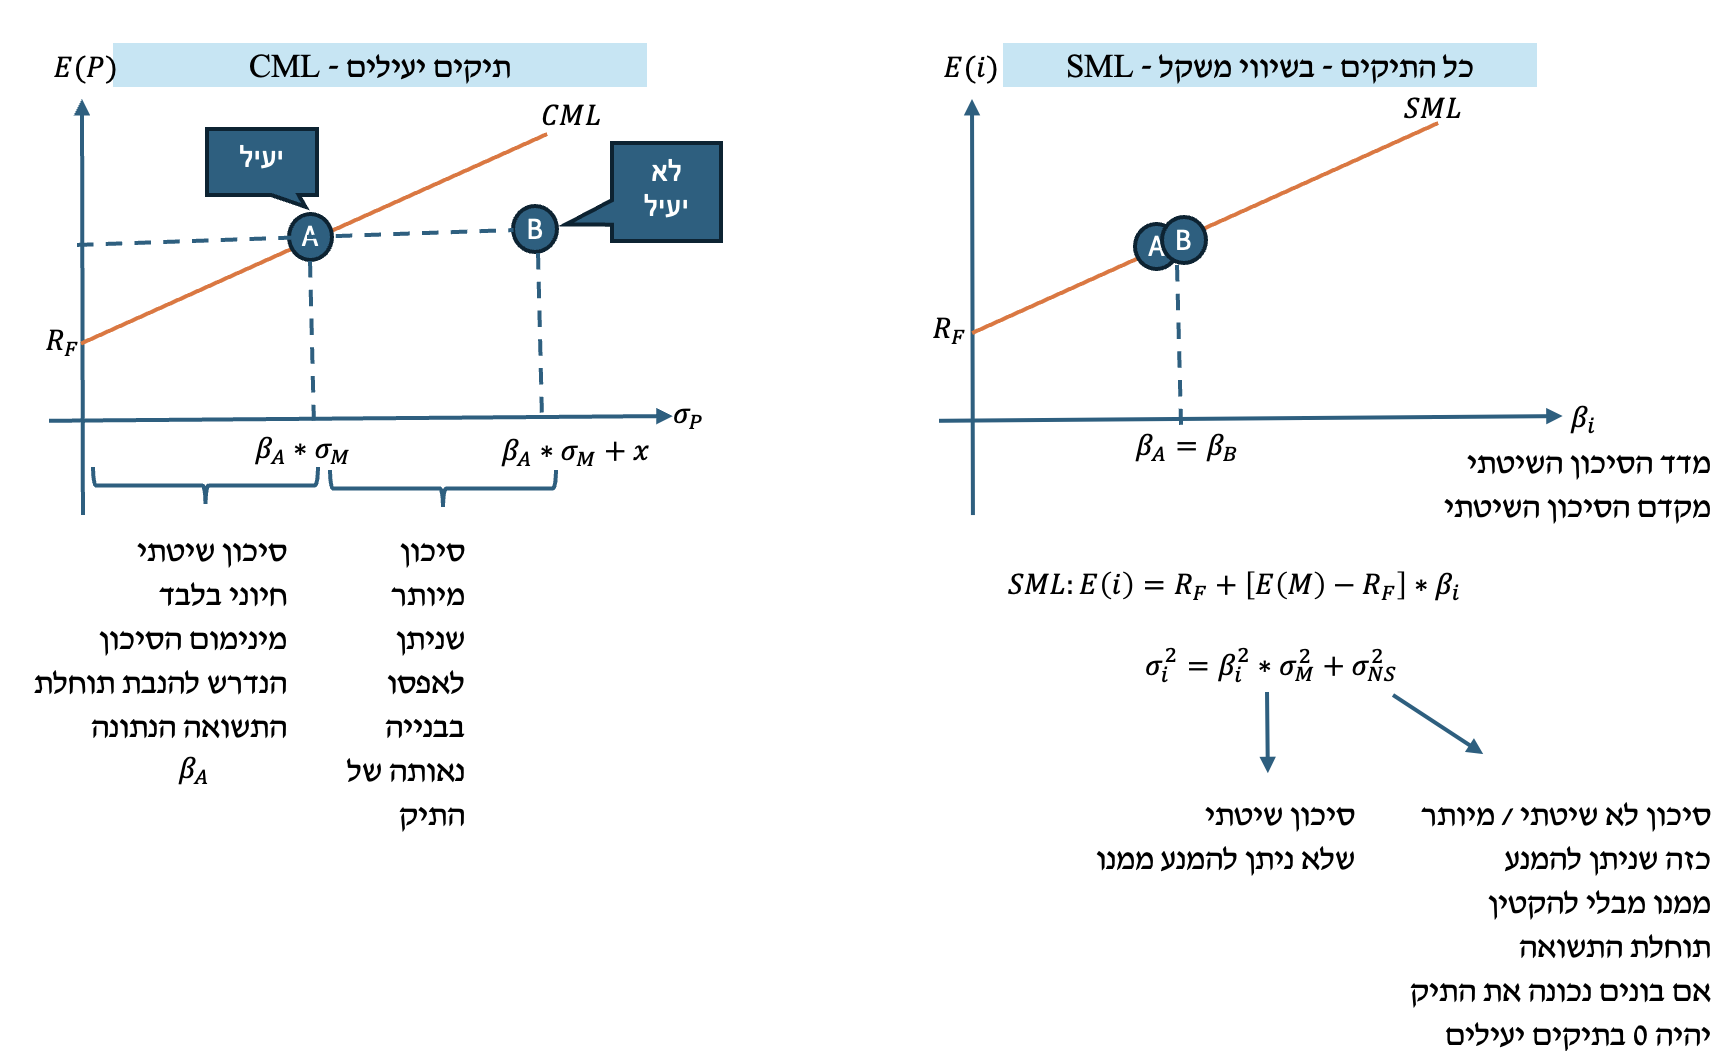 תיקים יעילים - CML
E(P)
CML
יעיל
לא
יעיל
A
B
R_F
σ_P
β_A * σ_M
β_A * σ_M + x
סיכון שיטתי
חיוני בלבד
מינימום הסיכון
הנדרש להנבת תוחלת
התשואה הנתונה
β_A
סיכון
מיותר
שניתן
לאפסו
בבנייה
נאותה של
התיק
כל התיקים - בשיווי משקל - SML
E(i)
SML
A
B
R_F
β_i
β_A = β_B
מדד הסיכון השיטתי
מקדם הסיכון השיטתי
SML: E(i) = R_F + [E(M) − R_F] * β_i
σ_i^2 = β_i^2 * σ_M^2 + σ_NS^2
סיכון שיטתי
שלא ניתן להמנע ממנו
סיכון לא שיטתי / מיותר
כזה שניתן להמנע
ממנו מבלי להקטין
תוחלת התשואה
אם בונים נכונה את התיק
יהיה 0 בתיקים יעילים